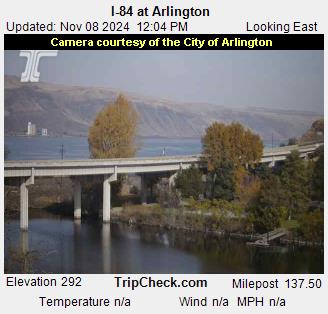 I-84 at Arlington
Updated: Nov 08 2024 12:04 PM Looking East
Camera courtesy of the City of Arlington
Elevation 292 TripCheck.com Milepost 137.50
Temperature n/a Wind n/a MPH n/a